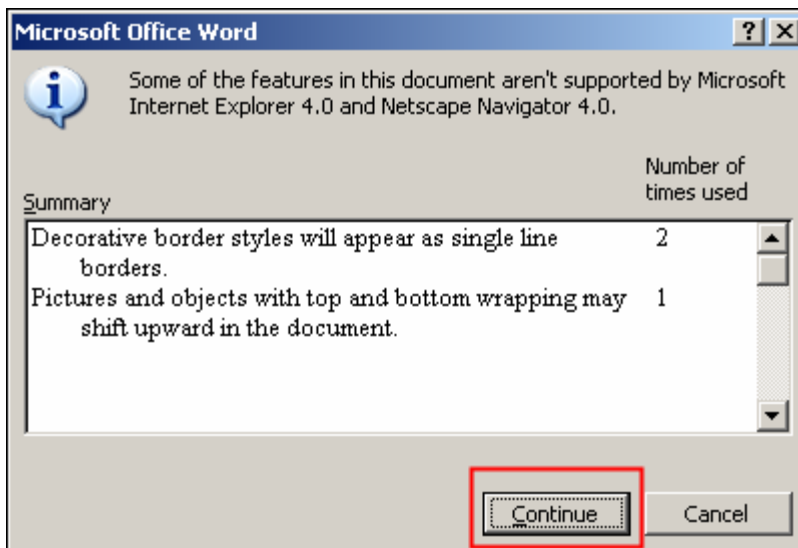 Microsoft Office Word
Some of the features in this document aren't supported by Microsoft
Internet Explorer 4.0 and Netscape Navigator 4.0.
Number of
times used
Summary
Decorative border styles will appear as single line 2
borders.
Pictures and objects with top and bottom wrapping may 1
shift upward in the document.
Continue Cancel